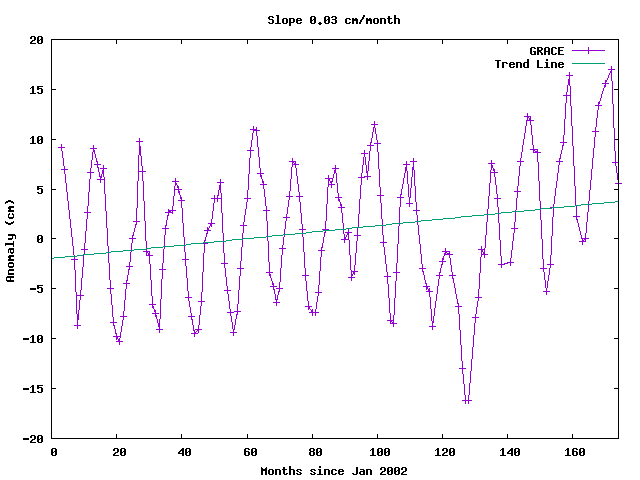 Slope 0.03 cm/month
GRACE
Trend Line
20
15
10
5
0
-5
-10
-15
-20
Anomaly (cm)
0 20 40 60 80 100 120 140 160
Months since Jan 2002